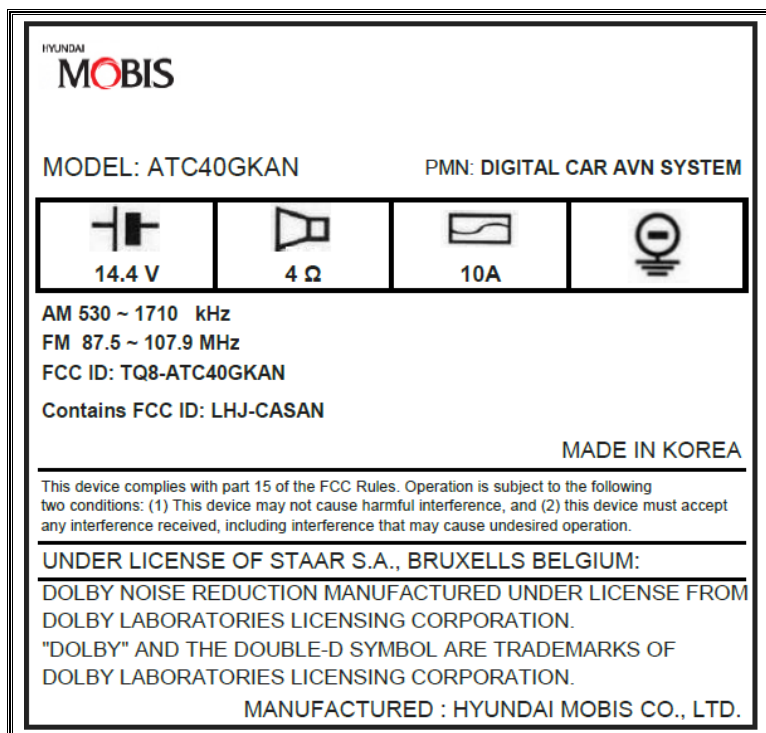 HYUNDAI
MOBIS
MODEL: ATC40GKAN PMN: DIGITAL CAR AVN SYSTEM
14.4 V 4 Ω 10A
AM 530 ~ 1710 kHz
FM 87.5 ~ 107.9 MHz
FCC ID: TQ8-ATC40GKAN
Contains FCC ID: LHJ-CASAN
MADE IN KOREA
This device complies with part 15 of the FCC Rules. Operation is subject to the following
two conditions: (1) This device may not cause harmful interference, and (2) this device must accept
any interference received, including interference that may cause undesired operation.
UNDER LICENSE OF STAAR S.A., BRUXELLS BELGIUM:
DOLBY NOISE REDUCTION MANUFACTURED UNDER LICENSE FROM
DOLBY LABORATORIES LICENSING CORPORATION.
"DOLBY" AND THE DOUBLE-D SYMBOL ARE TRADEMARKS OF
DOLBY LABORATORIES LICENSING CORPORATION.
MANUFACTURED : HYUNDAI MOBIS CO., LTD.